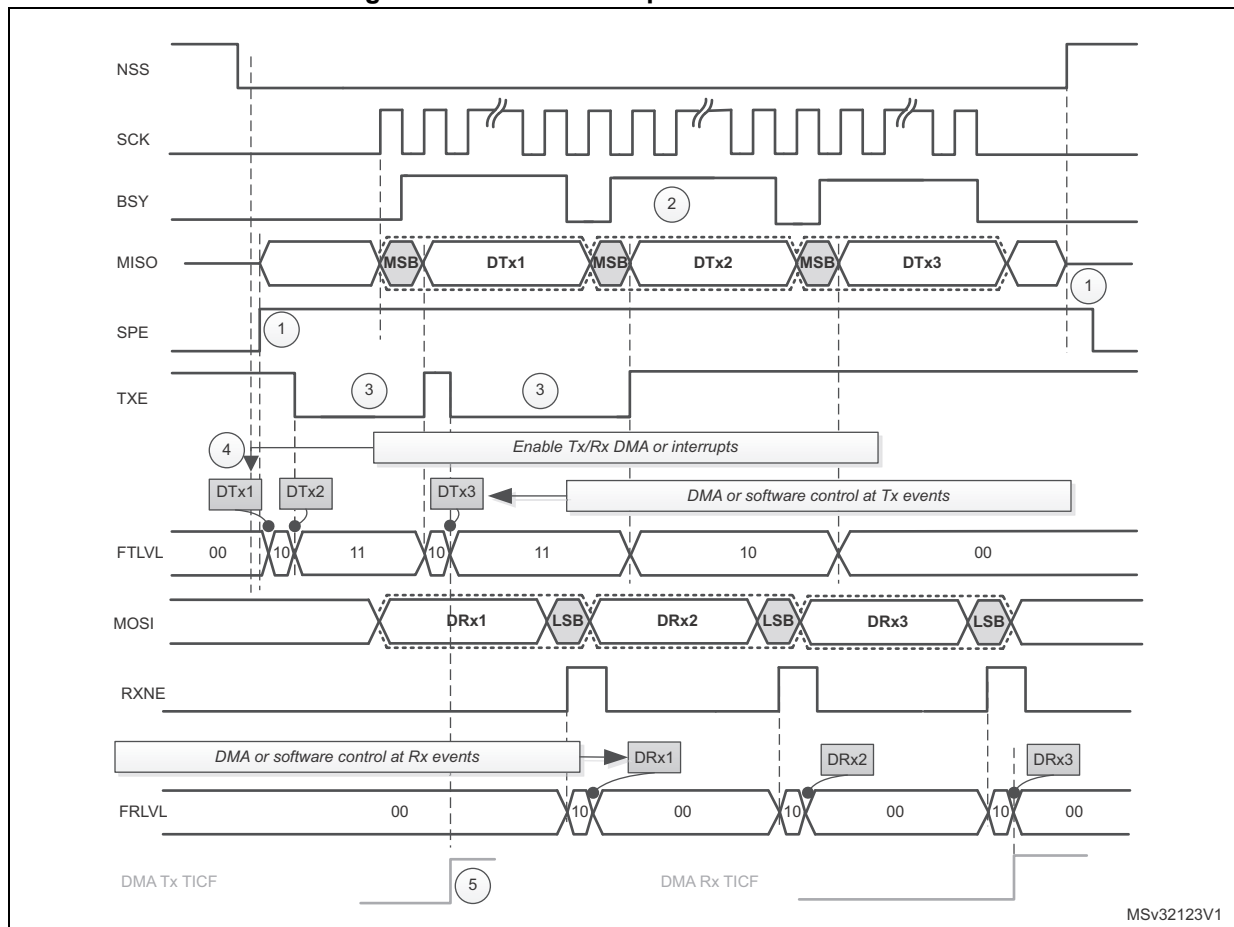 NSS
SCK
BSY
2
MISO MSB DTx1 MSB DTx2 MSB DTx3
1
SPE 1
TXE 3 3
4 Enable Tx/Rx DMA or interrupts
DTx1 DTx2 DTx3 DMA or software control at Tx events
FTLVL 00 10 11 10 11 10 00
MOSI DRx1 LSB DRx2 LSB DRx3 LSB
RXNE
DMA or software control at Rx events DRx1 DRx2 DRx3
FRLVL 00 10 00 10 00 10 00
DMA Tx TICF 5 DMA Rx TICF
MSv32123V1